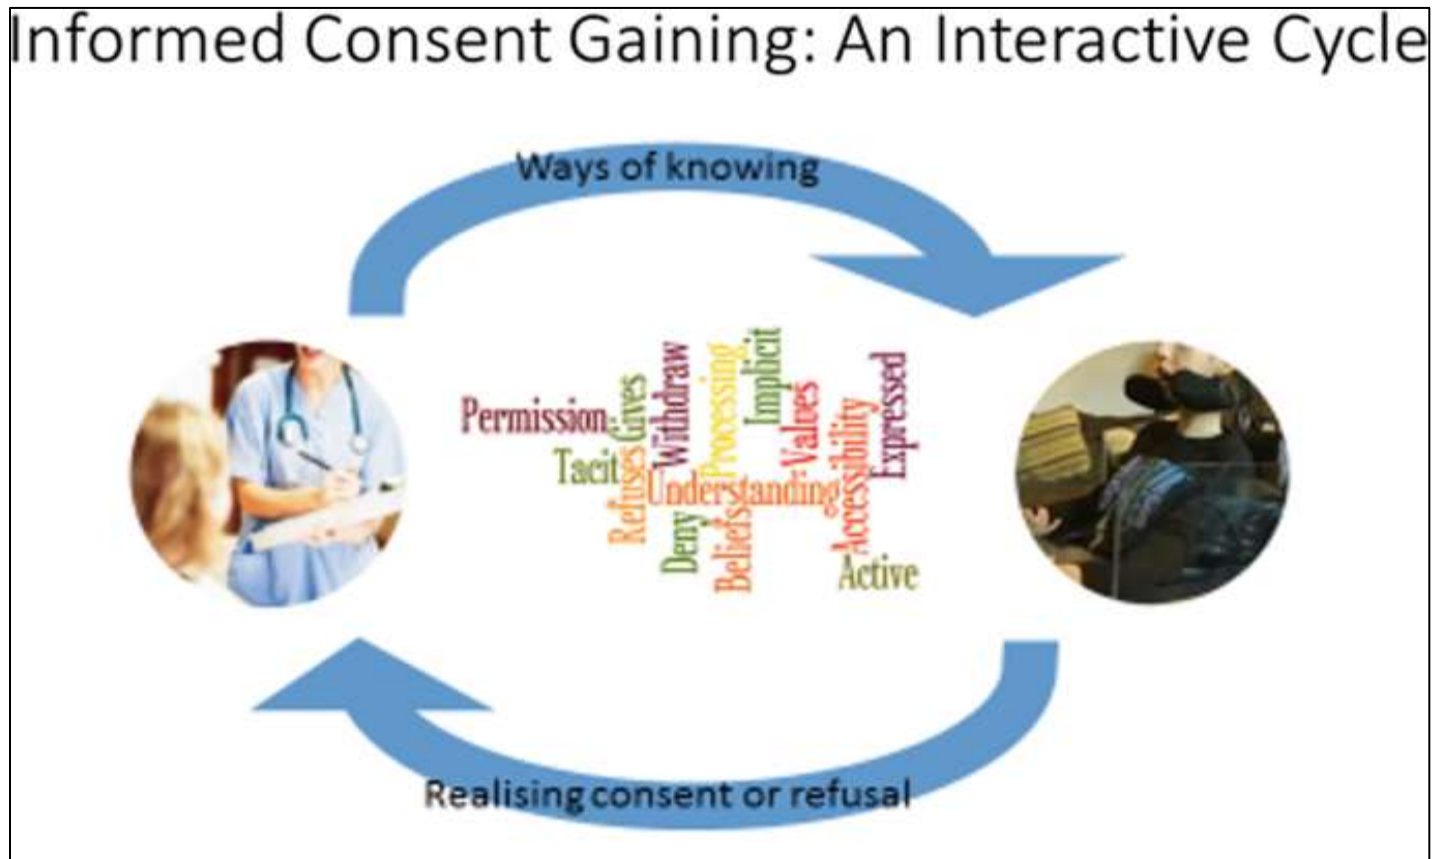 Informed Consent Gaining: An Interactive Cycle
Ways of knowing
Permission
Tacit
Gives
Refuses
Withdraw
Deny
Processing
Understanding
Beliefs
Implicit
Values
Accessibility
Expressed
Active
Realising consent or refusal